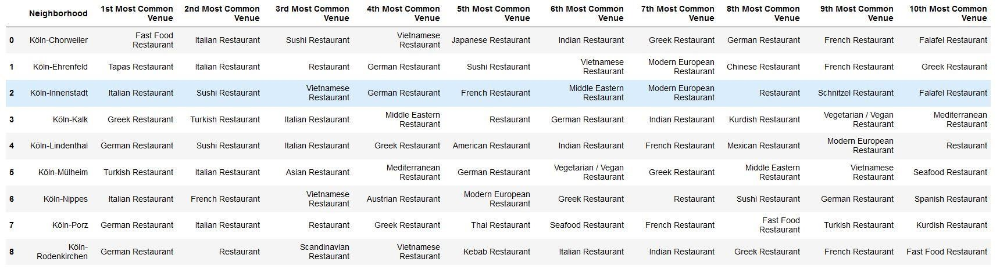 Neighborhood 1st Most Common Venue 2nd Most Common Venue 3rd Most Common Venue 4th Most Common Venue 5th Most Common Venue 6th Most Common Venue 7th Most Common Venue 8th Most Common Venue 9th Most Common Venue 10th Most Common Venue
0 Köln-Chorweiler Fast Food Restaurant Italian Restaurant Sushi Restaurant Vietnamese Restaurant Japanese Restaurant Indian Restaurant Greek Restaurant German Restaurant French Restaurant Falafel Restaurant
1 Köln-Ehrenfeld Tapas Restaurant Italian Restaurant Restaurant German Restaurant Sushi Restaurant Vietnamese Restaurant Modern European Restaurant Chinese Restaurant French Restaurant Greek Restaurant
2 Köln-Innenstadt Italian Restaurant Sushi Restaurant Vietnamese Restaurant German Restaurant French Restaurant Middle Eastern Restaurant Modern European Restaurant Restaurant Schnitzel Restaurant Falafel Restaurant
3 Köln-Kalk Greek Restaurant Turkish Restaurant Italian Restaurant Middle Eastern Restaurant Restaurant German Restaurant Indian Restaurant Kurdish Restaurant Vegetarian / Vegan Restaurant Mediterranean Restaurant
4 Köln-Lindenthal German Restaurant Sushi Restaurant Italian Restaurant Greek Restaurant American Restaurant Indian Restaurant French Restaurant Mexican Restaurant Modern European Restaurant Restaurant
5 Köln-Mülheim Turkish Restaurant Italian Restaurant Asian Restaurant Mediterranean Restaurant German Restaurant Vegetarian / Vegan Restaurant Greek Restaurant Middle Eastern Restaurant Vietnamese Restaurant Seafood Restaurant
6 Köln-Nippes Italian Restaurant French Restaurant Vietnamese Restaurant Austrian Restaurant Modern European Restaurant Greek Restaurant Restaurant Sushi Restaurant German Restaurant Spanish Restaurant
7 Köln-Porz German Restaurant Italian Restaurant Restaurant Greek Restaurant Thai Restaurant Seafood Restaurant French Restaurant Fast Food Restaurant Turkish Restaurant Kurdish Restaurant
8 Köln-Rodenkirchen German Restaurant Restaurant Scandinavian Restaurant Vietnamese Restaurant Kebab Restaurant Italian Restaurant Indian Restaurant Greek Restaurant French Restaurant Fast Food Restaurant